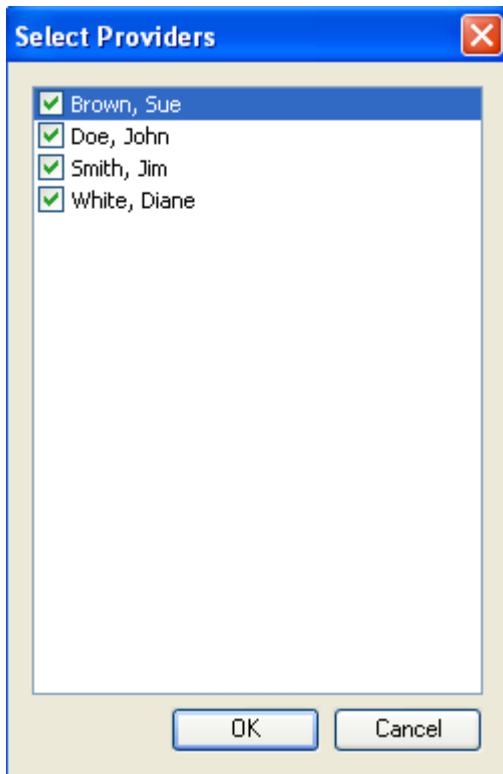 Select Providers
Brown, Sue
Doe, John
Smith, Jim
White, Diane
OK Cancel